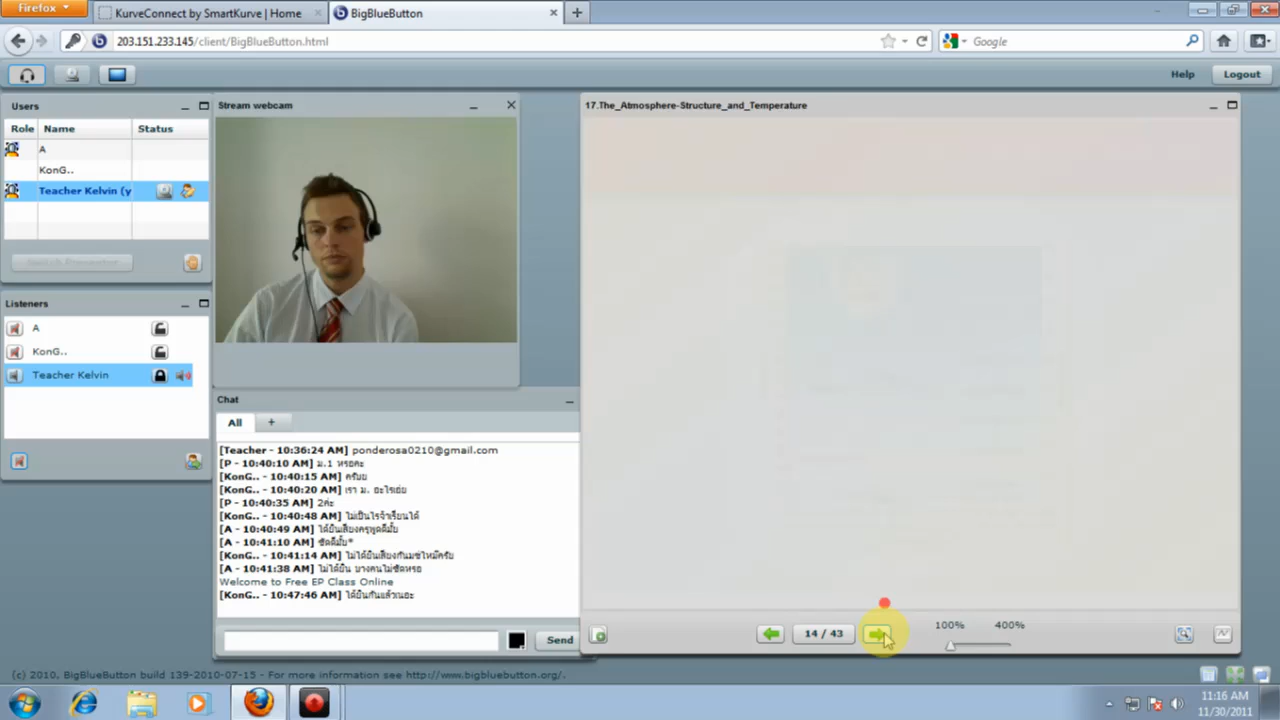 Firefox
KurveConnect by SmartKurve | Home
BigBlueButton
203.151.233.145/client/BigBlueButton.html
Google
Help
Logout
Users
Role Name Status
A
KonG..
Teacher Kelvin (y
Listeners
A
KonG..
Teacher Kelvin
Stream webcam
Chat
All +
[Teacher - 10:36:24 AM] ponderosa0210@gmail.com
[P - 10:40:10 AM] ม.1 หรอคะ
[KonG.. - 10:40:15 AM] ครับย
[KonG.. - 10:40:20 AM] เรา ม. อะไรเอ่ย
[P - 10:40:35 AM] 2ค่ะ
[KonG.. - 10:40:48 AM] ไม่เป็นไรจ้าเรียนได้
[A - 10:40:49 AM] ได้ยินเสียงครูพูดดีมั้ย
[A - 10:41:10 AM] ชัดดีมั้ย*
[KonG.. - 10:41:14 AM] ไม่ได้ยินเสียงกันมช่ไหมครับ
[A - 10:41:38 AM] ไม่ได้ยิน บางคนไม่ชัดหรอ
Welcome to Free EP Class Online
[KonG.. - 10:47:46 AM] ได้ยินกันแล้วเนอะ
Send
17.The_Atmosphere-Structure_and_Temperature
14 / 43
100% 400%
(c) 2010, BigBlueButton build 139-2010-07-15 - For more information see http://www.bigbluebutton.org/.
11:16 AM
11/30/2011